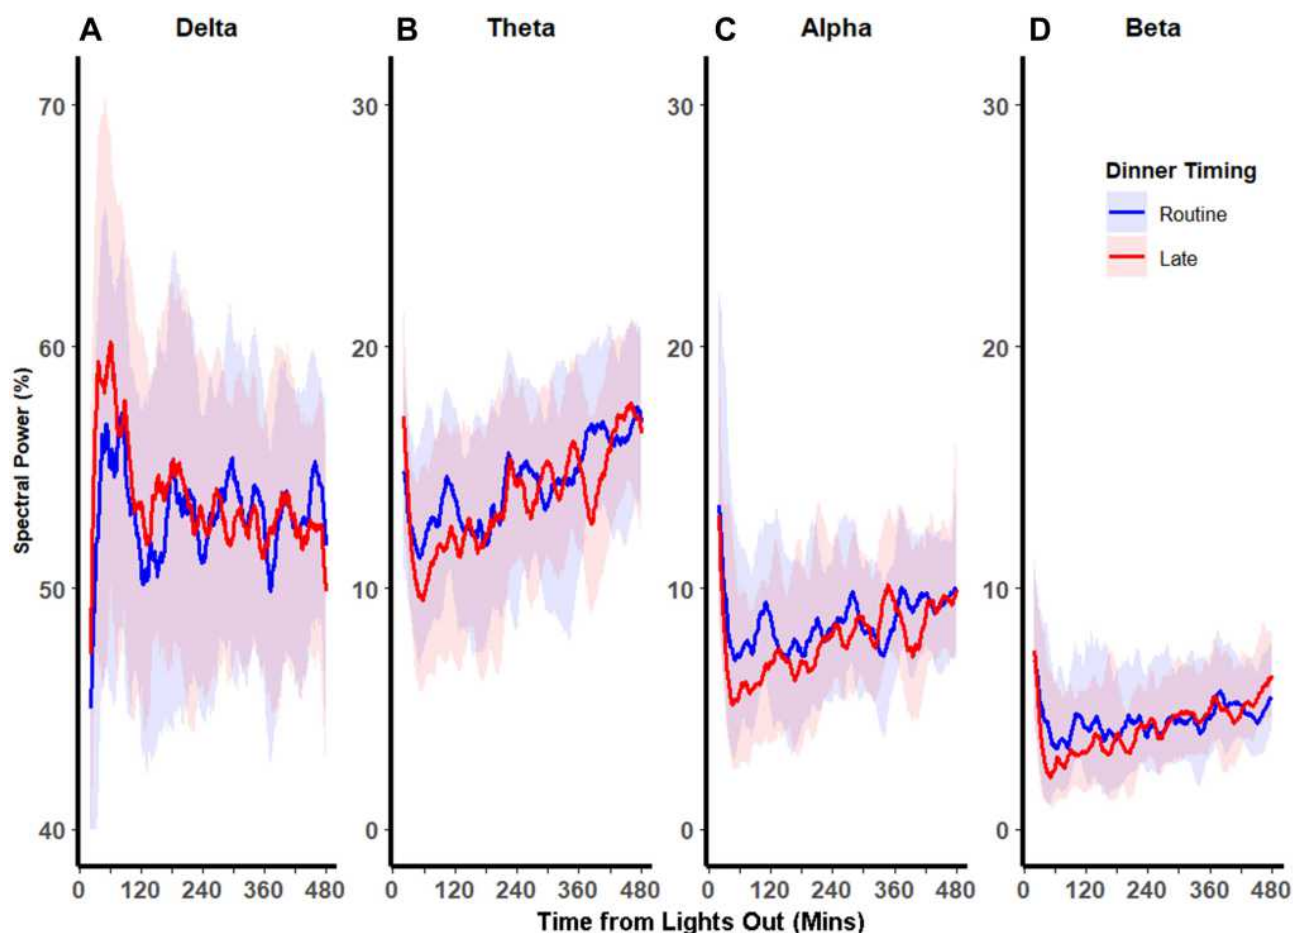 A Delta
B Theta
C Alpha
D Beta
Spectral Power (%)
70
60
50
40
30
20
10
0
30
20
10
0
30
20
10
0
Dinner Timing
Routine
Late
0 120 240 360 480
0 120 240 360 480
0 120 240 360 480
0 120 240 360 480
Time from Lights Out (Mins)